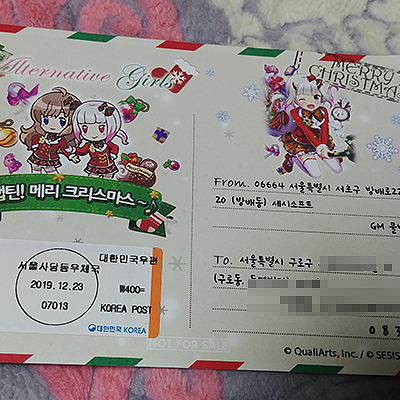 Alternative Girls
MERRY
CHRISTMAS
캡틴!! 메리 크리스마스~
From. 06664 서울특별시 서초구 방배로22
20 (방배동) 세시소프트
GM
To. 서울특별시 구로구
(구로동,
083
서울사당동우체국
2019.12.23
07013
대한민국우편
₩400=
KOREA POST
대한민국 KOREA
NOT FOR SALE
© QualiArts, Inc. / © SESIS